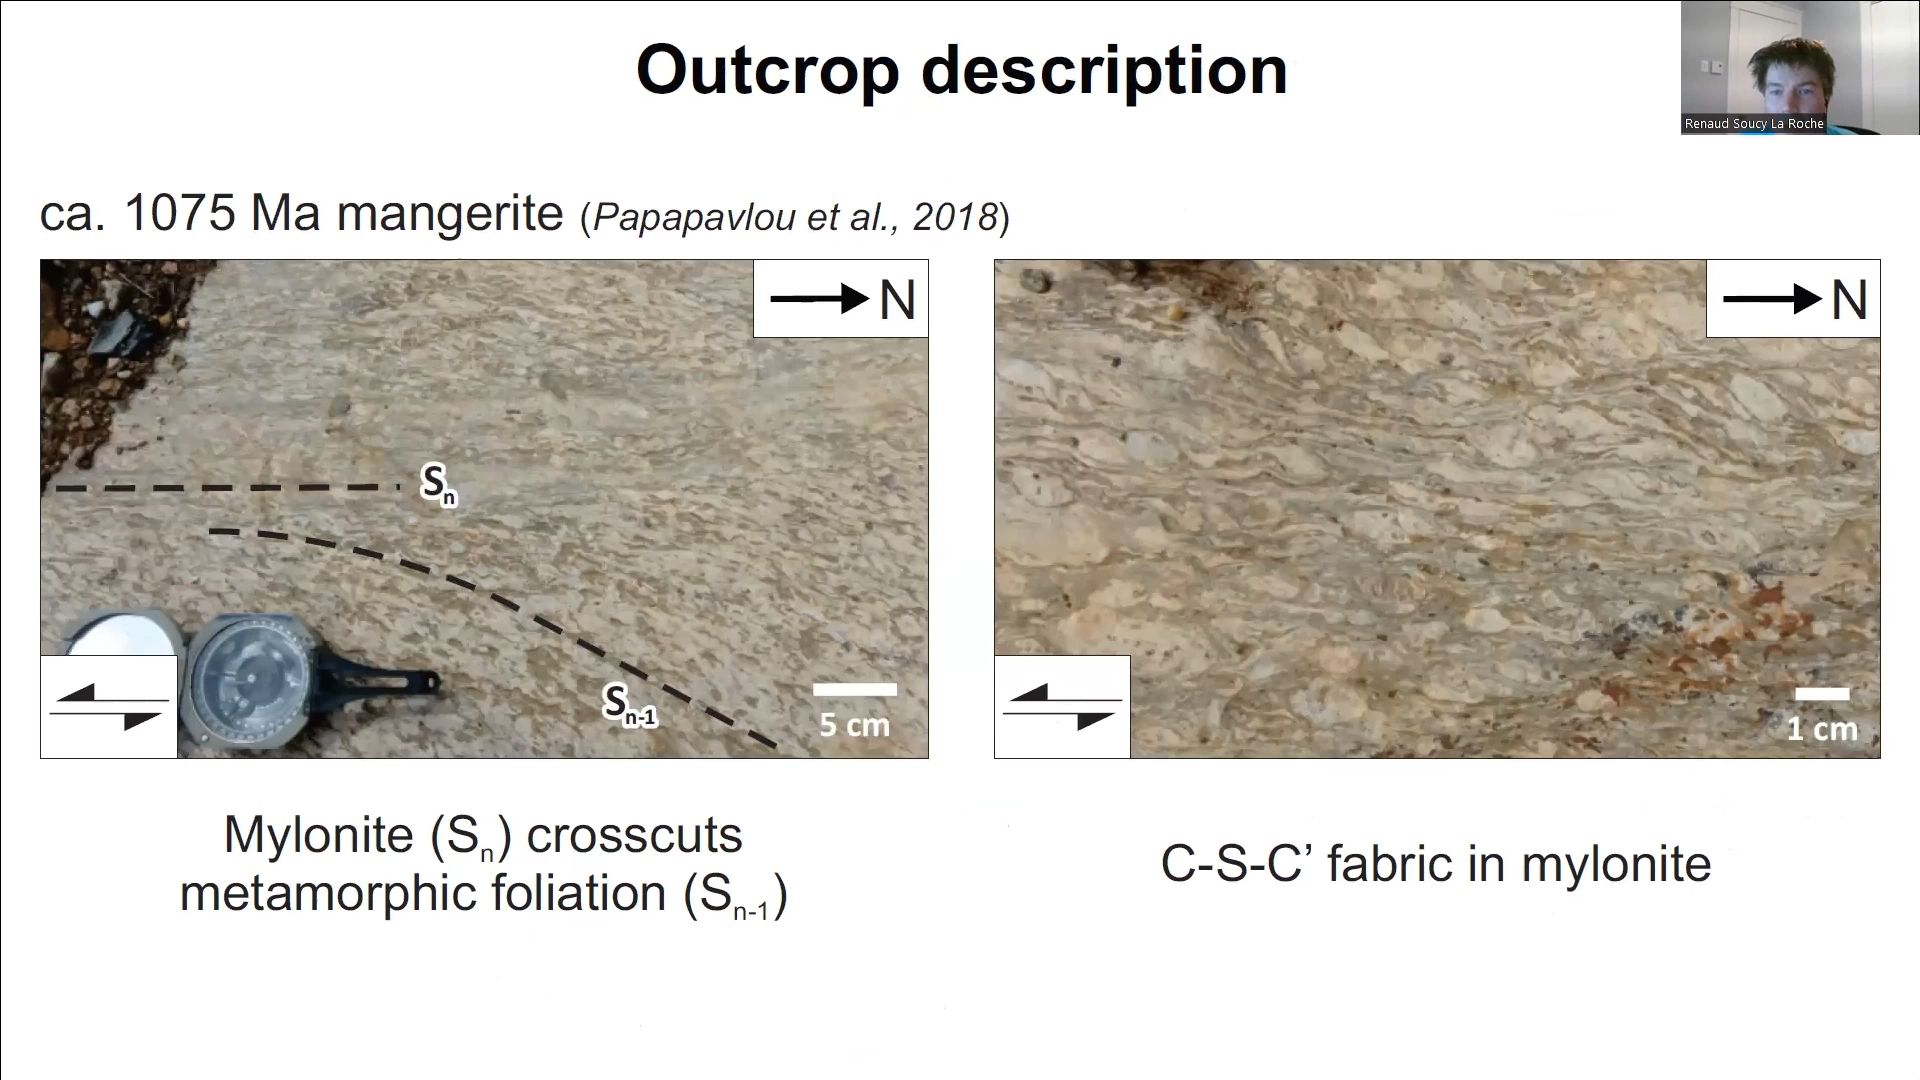 Outcrop description
Renaud Soucy La Roche
ca. 1075 Ma mangerite (Papapavlou et al., 2018)
N
Sn
Sn-1
5 cm
N
1 cm
Mylonite (Sn) crosscuts
metamorphic foliation (Sn-1)
C-S-C’ fabric in mylonite